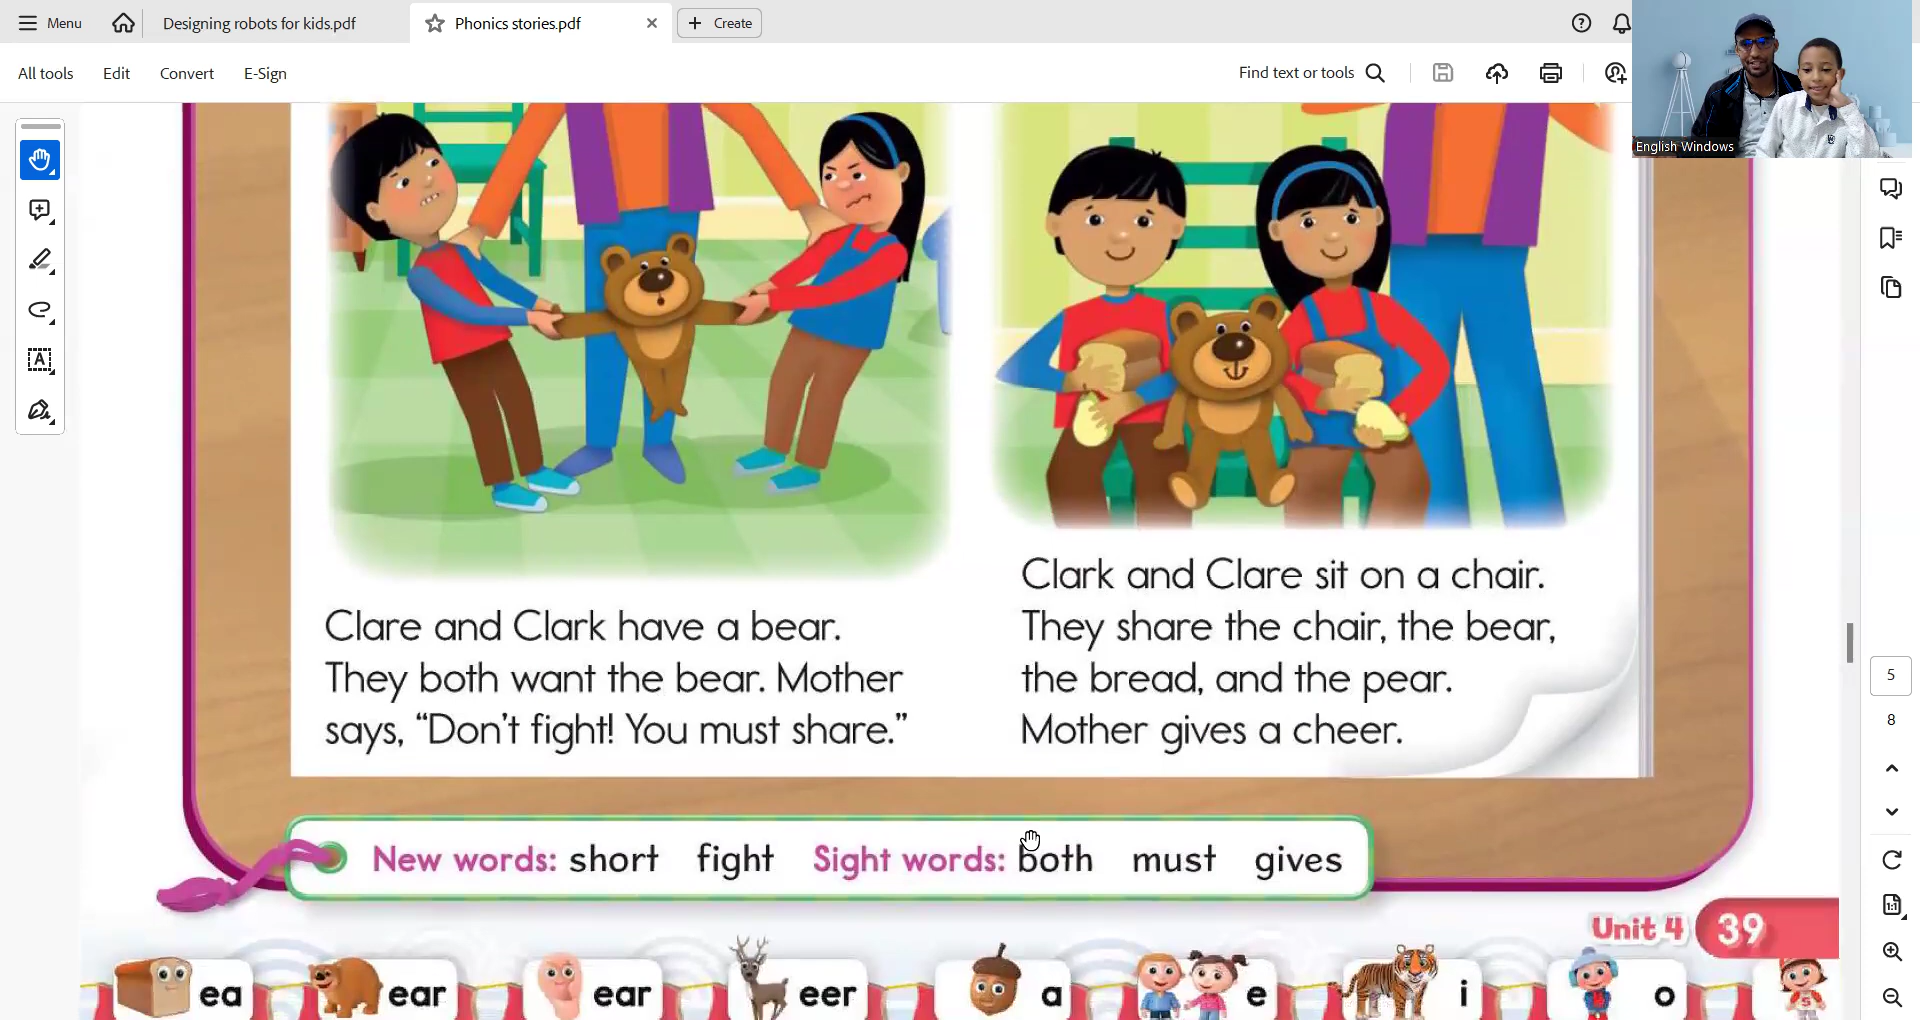 Menu
Designing robots for kids.pdf
Phonics stories.pdf
Create
All tools
Edit
Convert
E-Sign
Find text or tools
English Windows
Clare and Clark have a bear.
They both want the bear. Mother
says, “Don’t fight! You must share.”
Clark and Clare sit on a chair.
They share the chair, the bear,
the bread, and the pear.
Mother gives a cheer.
New words: short fight Sight words: both must gives
Unit 4 39
ea ear ear eer a e i o
5
8